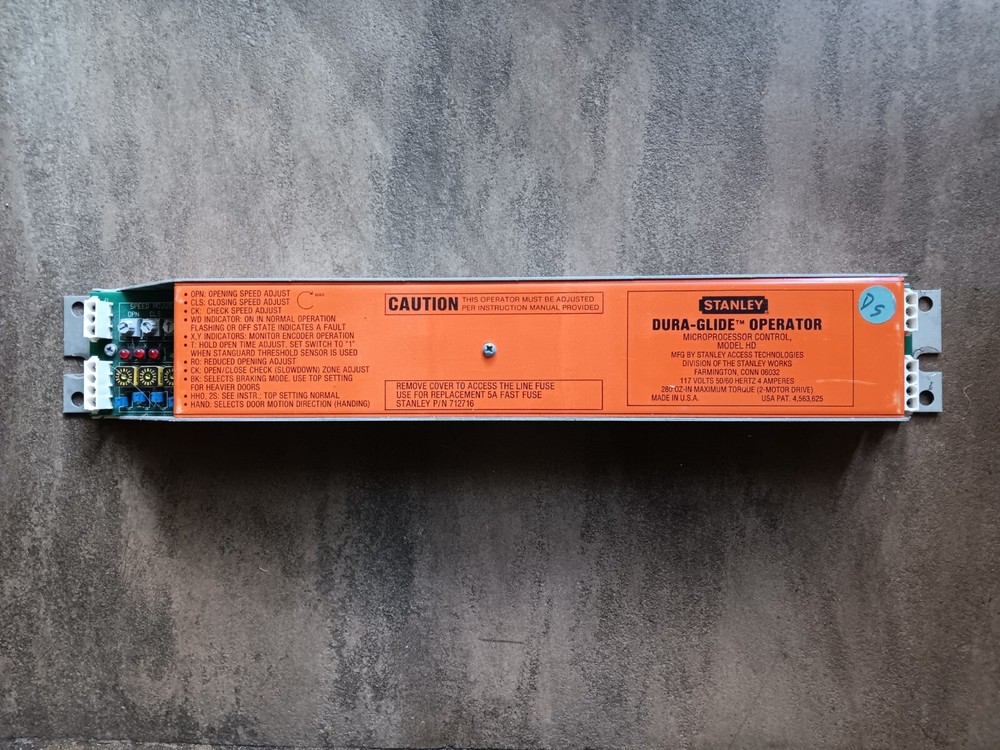 SPEED ADJUST
OPN CLS
• OPN: OPENING SPEED ADJUST
• CLS: CLOSING SPEED ADJUST
• CK: CHECK SPEED ADJUST
• WD INDICATOR: ON IN NORMAL OPERATION
FLASHING OR OFF STATE INDICATES A FAULT
• X,Y INDICATORS: MONITOR ENCODER OPERATION
• T: HOLD OPEN TIME ADJUST. SET SWITCH TO "1"
WHEN STANGUARD THRESHOLD SENSOR IS USED
• RO: REDUCED OPENING ADJUST
• CK: OPEN/CLOSE CHECK (SLOWDOWN) ZONE ADJUST
• BK: SELECTS BRAKING MODE. USE TOP SETTING
FOR HEAVIER DOORS
• HHO, 2S: SEE INSTR.; TOP SETTING NORMAL
• HAND: SELECTS DOOR MOTION DIRECTION (HANDING)
CAUTION THIS OPERATOR MUST BE ADJUSTED
PER INSTRUCTION MANUAL PROVIDED
REMOVE COVER TO ACCESS THE LINE FUSE
USE FOR REPLACEMENT 5A FAST FUSE
STANLEY P/N 712716
STANLEY
DURA-GLIDE™ OPERATOR
MICROPROCESSOR CONTROL,
MODEL HD
MFG BY STANLEY ACCESS TECHNOLOGIES
DIVISION OF THE STANLEY WORKS
FARMINGTON, CONN 06032
117 VOLTS 50/60 HERTZ 4 AMPERES
280 OZ-IN MAXIMUM TORQUE (2-MOTOR DRIVE)
MADE IN U.S.A. USA PAT. 4,563,625